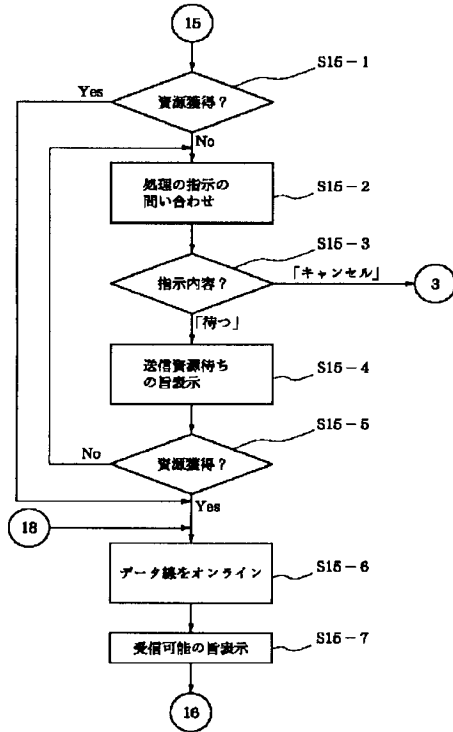 15
S15-1
Yes
資源獲得？
No
処理の指示の
問い合わせ
S15-2
S15-3
指示内容？
「キャンセル」
3
「待つ」
送信資源待ち
の旨表示
S15-4
S15-5
資源獲得？
No
Yes
18
データ線をオンライン
S15-6
受信可能の旨表示
S15-7
16